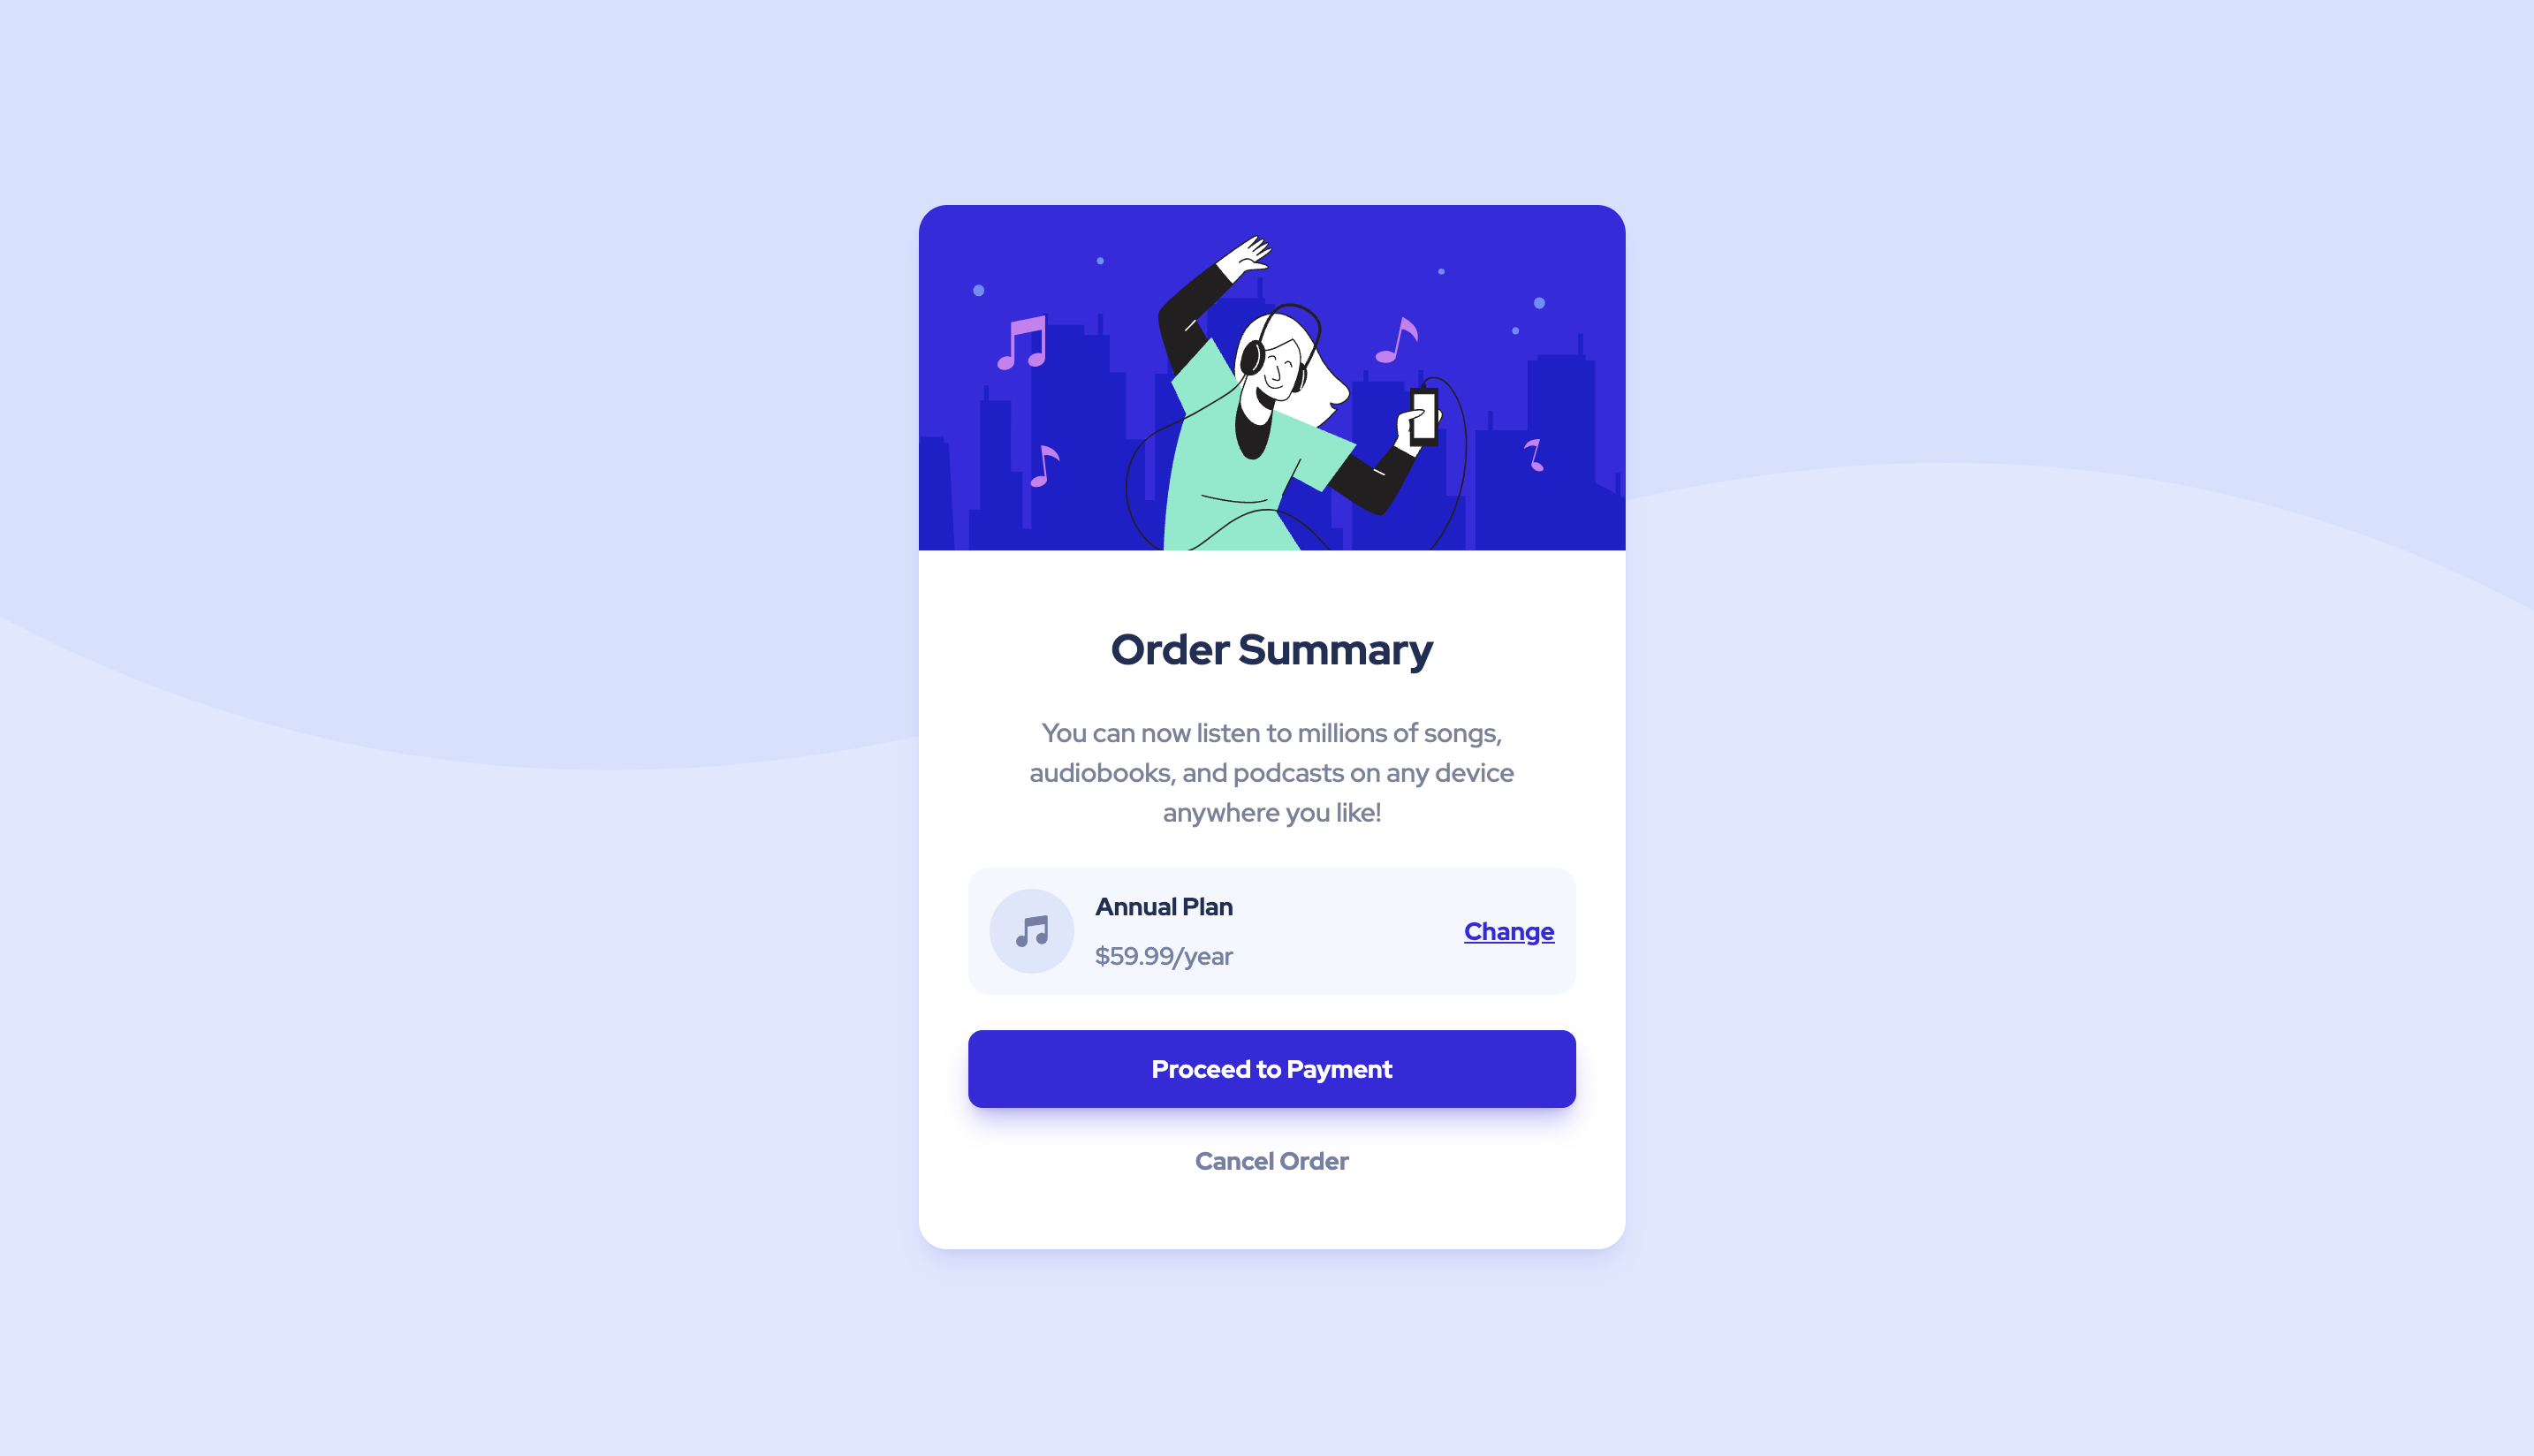 Order Summary
You can now listen to millions of songs,
audiobooks, and podcasts on any device
anywhere you like!
Annual Plan
$59.99/year
Change
Proceed to Payment
Cancel Order